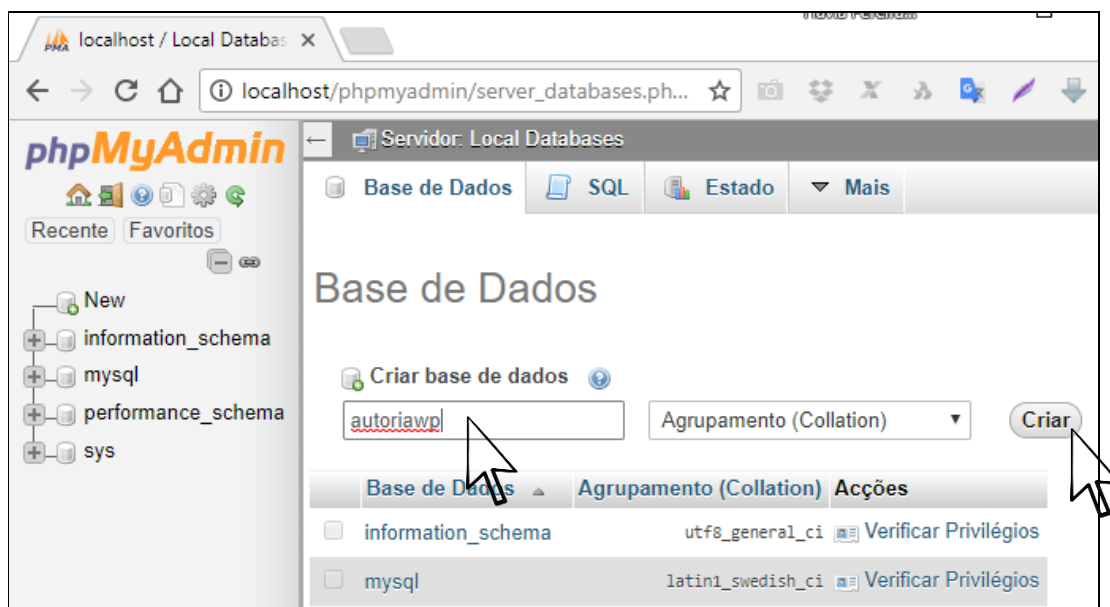 localhost / Local Databas
localhost/phpmyadmin/server_databases.ph...
phpMyAdmin
Servidor: Local Databases
Base de Dados SQL Estado Mais
Recente Favoritos
New
information_schema
mysql
performance_schema
sys
Base de Dados
Criar base de dados
autoriawp Agrupamento (Collation) Criar
Base de Dados Agrupamento (Collation) Acções
information_schema utf8_general_ci Verificar Privilégios
mysql latin1_swedish_ci Verificar Privilégios